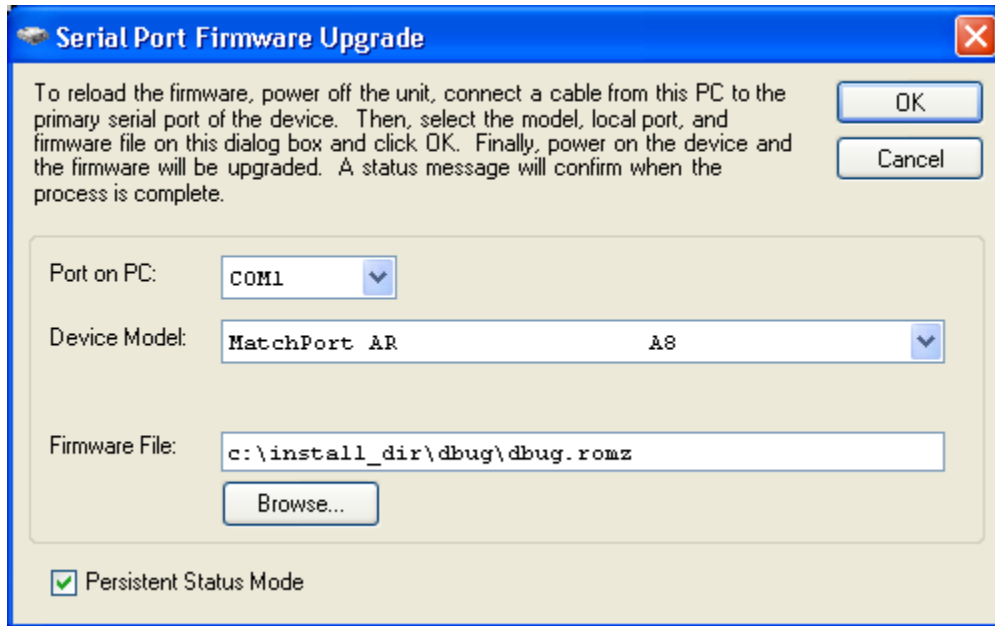 Serial Port Firmware Upgrade
To reload the firmware, power off the unit, connect a cable from this PC to the
primary serial port of the device. Then, select the model, local port, and
firmware file on this dialog box and click OK. Finally, power on the device and
the firmware will be upgraded. A status message will confirm when the
process is complete.
OK
Cancel
Port on PC: COM1
Device Model: MatchPort AR A8
Firmware File: c:\install_dir\dbug\dbug.romz
Browse...
Persistent Status Mode